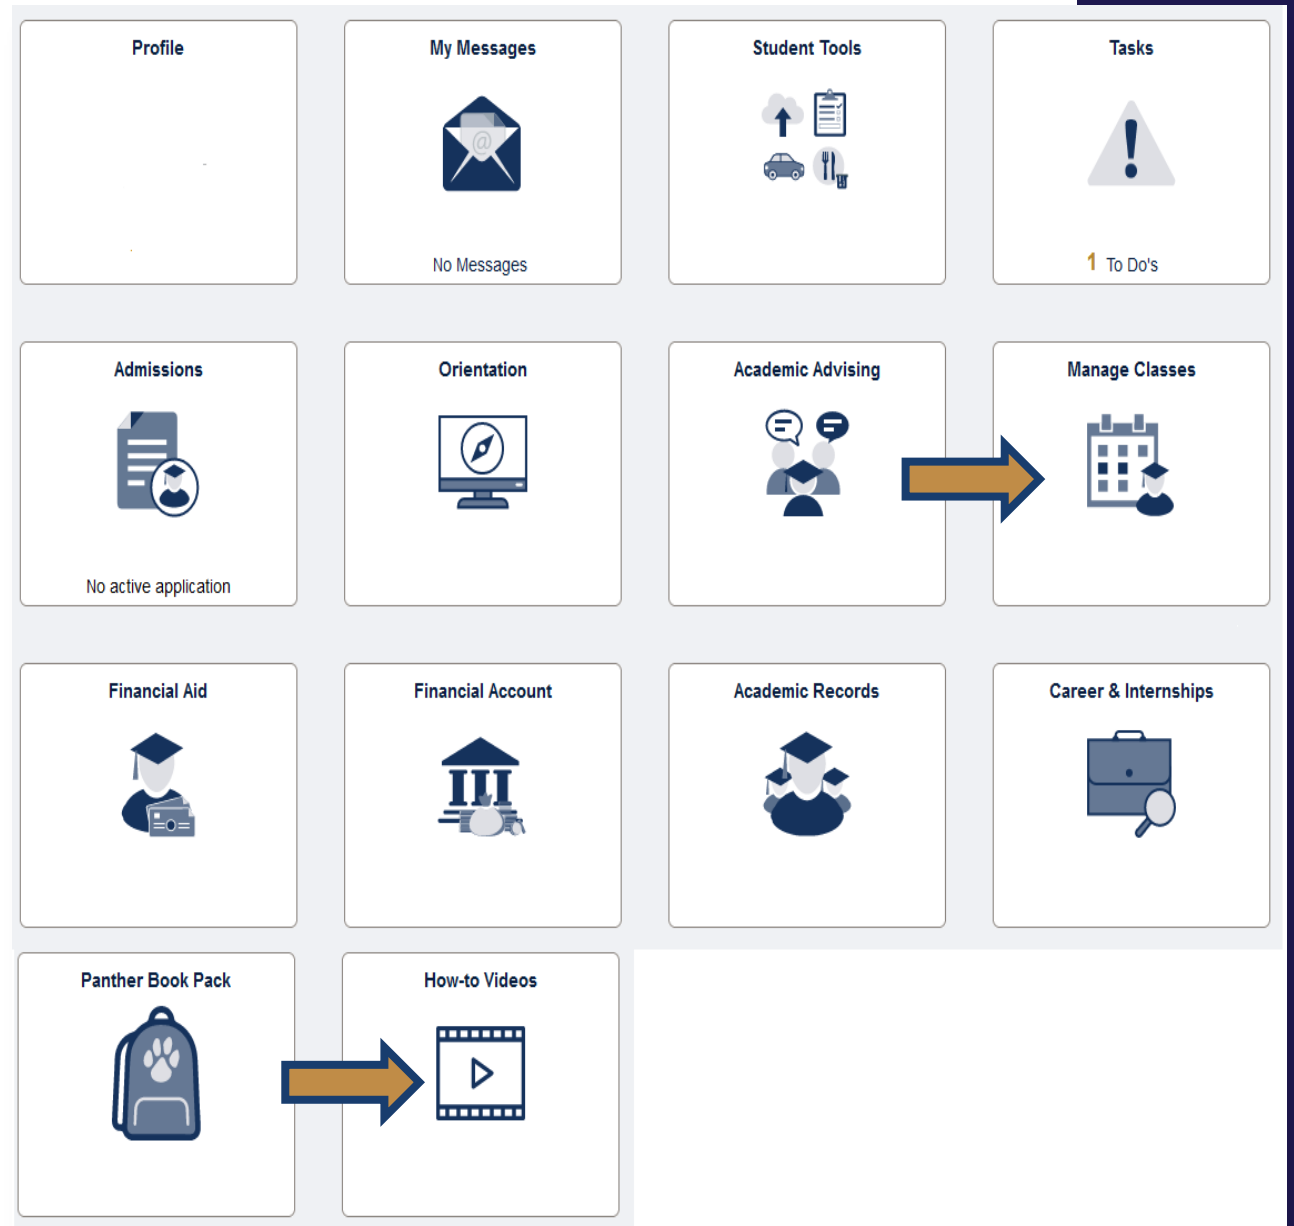 Profile
My Messages
Student Tools
Tasks
@
No Messages
1 To Do's
Admissions
Orientation
Academic Advising
Manage Classes
No active application
Financial Aid
Financial Account
Academic Records
Career & Internships
Panther Book Pack
How-to Videos